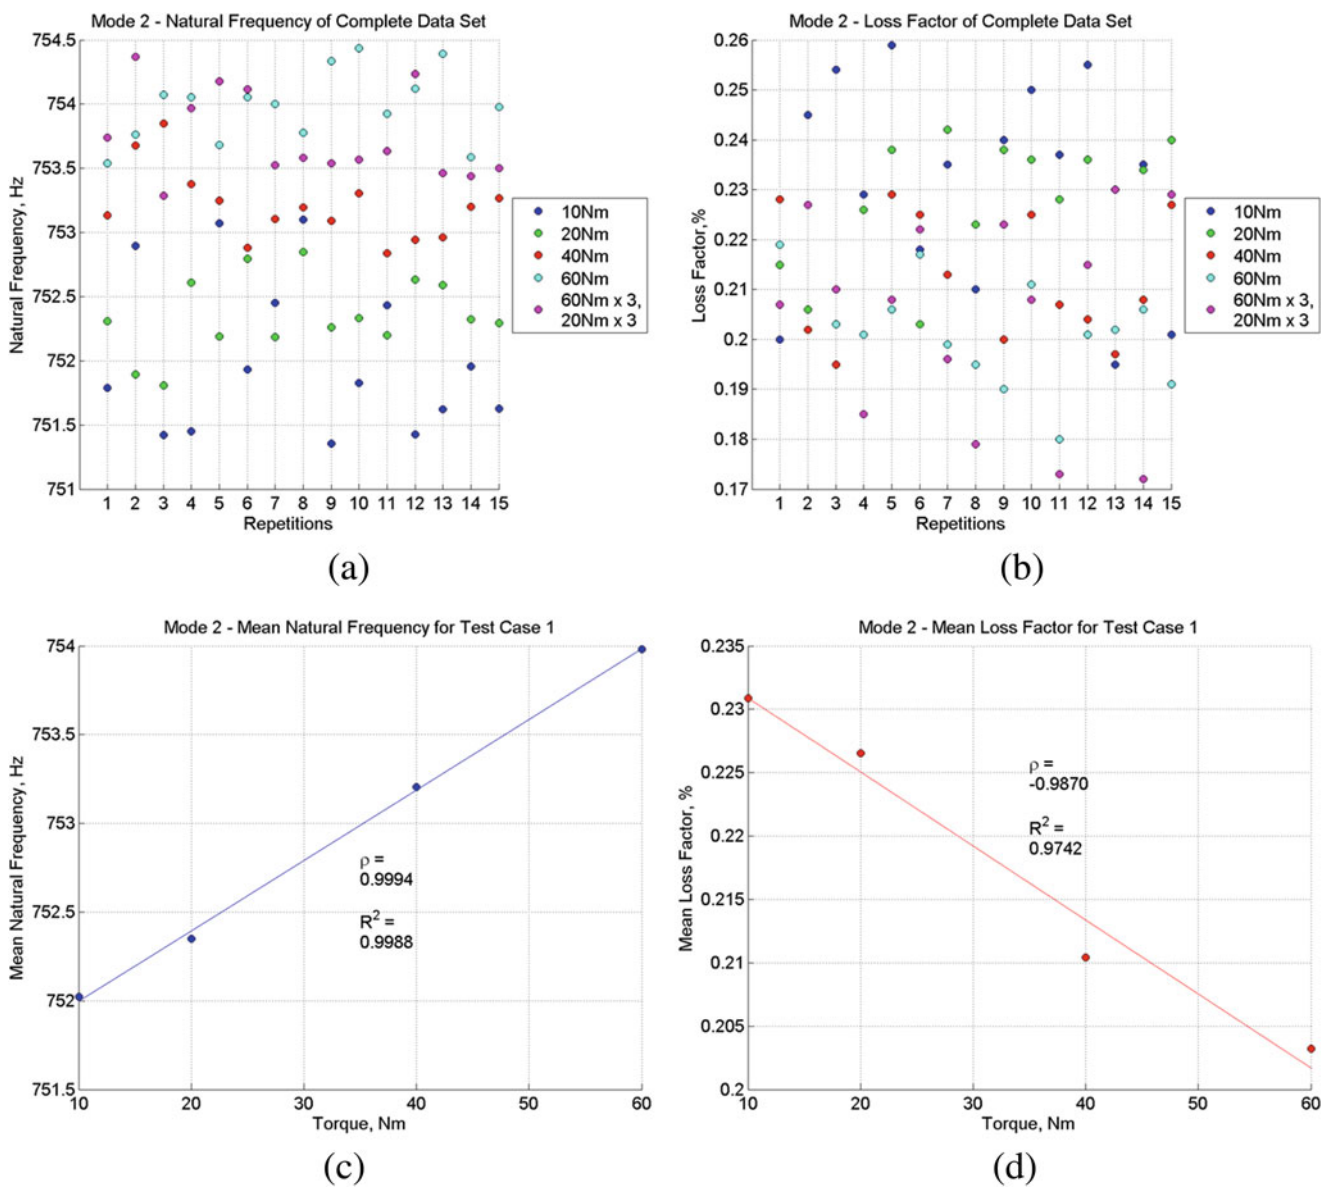 Mode 2 - Natural Frequency of Complete Data Set
754.5
754
753.5
753
752.5
752
751.5
751
Natural Frequency, Hz
1 2 3 4 5 6 7 8 9 10 11 12 13 14 15
Repetitions
10Nm
20Nm
40Nm
60Nm
60Nm x 3,
20Nm x 3
(a)
Mode 2 - Loss Factor of Complete Data Set
0.26
0.25
0.24
0.23
0.22
0.21
0.2
0.19
0.18
0.17
Loss Factor,%
1 2 3 4 5 6 7 8 9 10 11 12 13 14 15
Repetitions
10Nm
20Nm
40Nm
60Nm
60Nm x 3,
20Nm x 3
(b)
Mode 2 - Mean Natural Frequency for Test Case 1
754
753.5
753
752.5
752
751.5
Mean Natural Frequency, Hz
ρ =
0.9994
R² =
0.9988
10 20 30 40 50 60
Torque, Nm
(c)
Mode 2 - Mean Loss Factor for Test Case 1
0.235
0.23
0.225
0.22
0.215
0.21
0.205
0.2
Mean Loss Factor, %
ρ =
-0.9870
R² =
0.9742
10 20 30 40 50 60
Torque, Nm
(d)